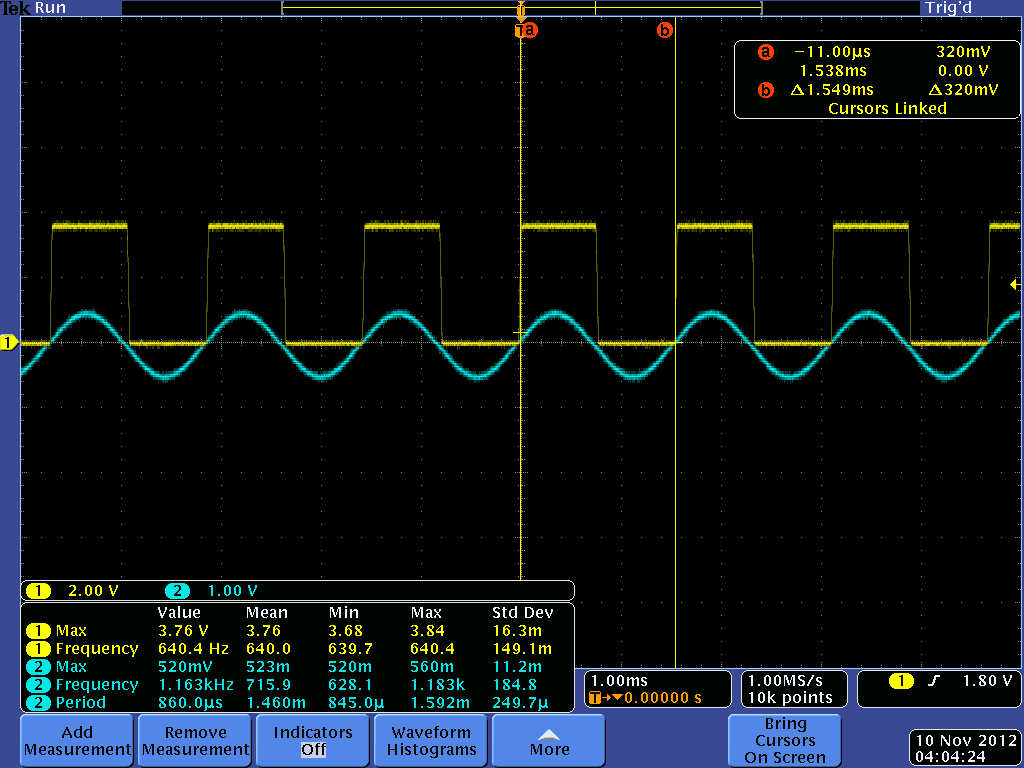 Tek Run Trig'd
T a b
a −11.00µs 320mV
1.538ms 0.00 V
b Δ1.549ms Δ320mV
Cursors Linked
1
1 2.00 V 2 1.00 V
Value Mean Min Max Std Dev
1 Max 3.76 V 3.76 3.68 3.84 16.3m
1 Frequency 640.4 Hz 640.0 639.7 640.4 149.1m
2 Max 520mV 523m 520m 560m 11.2m
2 Frequency 1.163kHz 715.9 628.1 1.183k 184.8
2 Period 860.0µs 1.460m 845.0µ 1.592m 249.7µ
1.00ms
T→▼0.00000 s
1.00MS/s
10k points
1 1.80 V
Add
Measurement
Remove
Measurement
Indicators
Off
Waveform
Histograms
More
Bring
Cursors
On Screen
10 Nov 2012
04:04:24